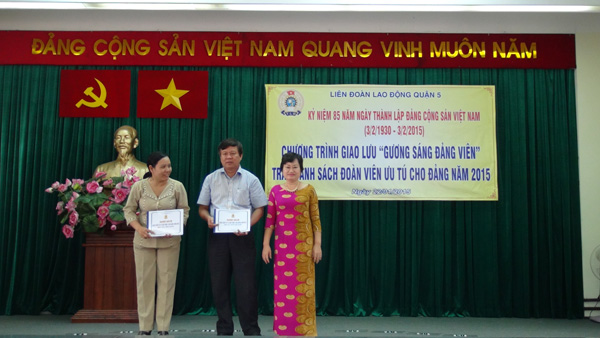 ĐẢNG CỘNG SẢN VIỆT NAM QUANG VINH MUÔN NĂM
LIÊN ĐOÀN LAO ĐỘNG QUẬN 5
KỶ NIỆM 85 NĂM NGÀY THÀNH LẬP ĐẢNG CỘNG SẢN VIỆT NAM
(3/2/1930 - 3/2/2015)
CHƯƠNG TRÌNH GIAO LƯU "GƯƠNG SÁNG ĐẢNG VIÊN"
DANH SÁCH ĐOÀN VIÊN ƯU TÚ CHO ĐẢNG NĂM 2015